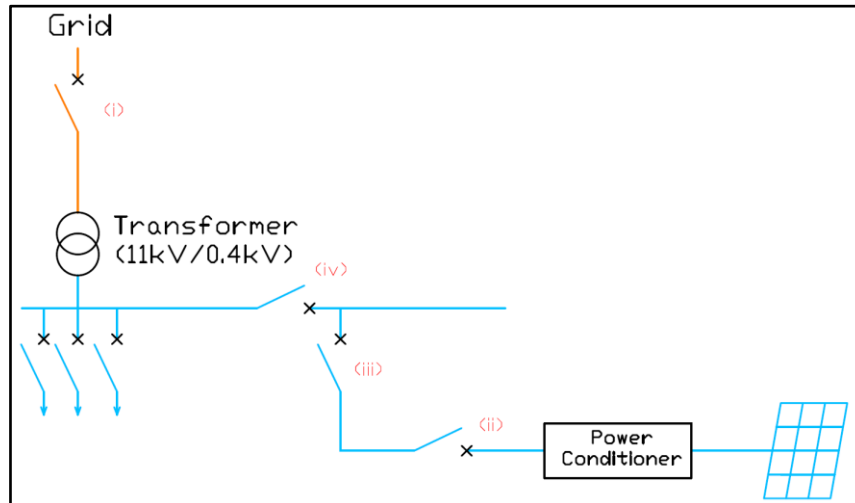 Grid
(i)
Transformer
(11kV/0.4kV)
(iv)
(iii)
(ii)
Power
Conditioner